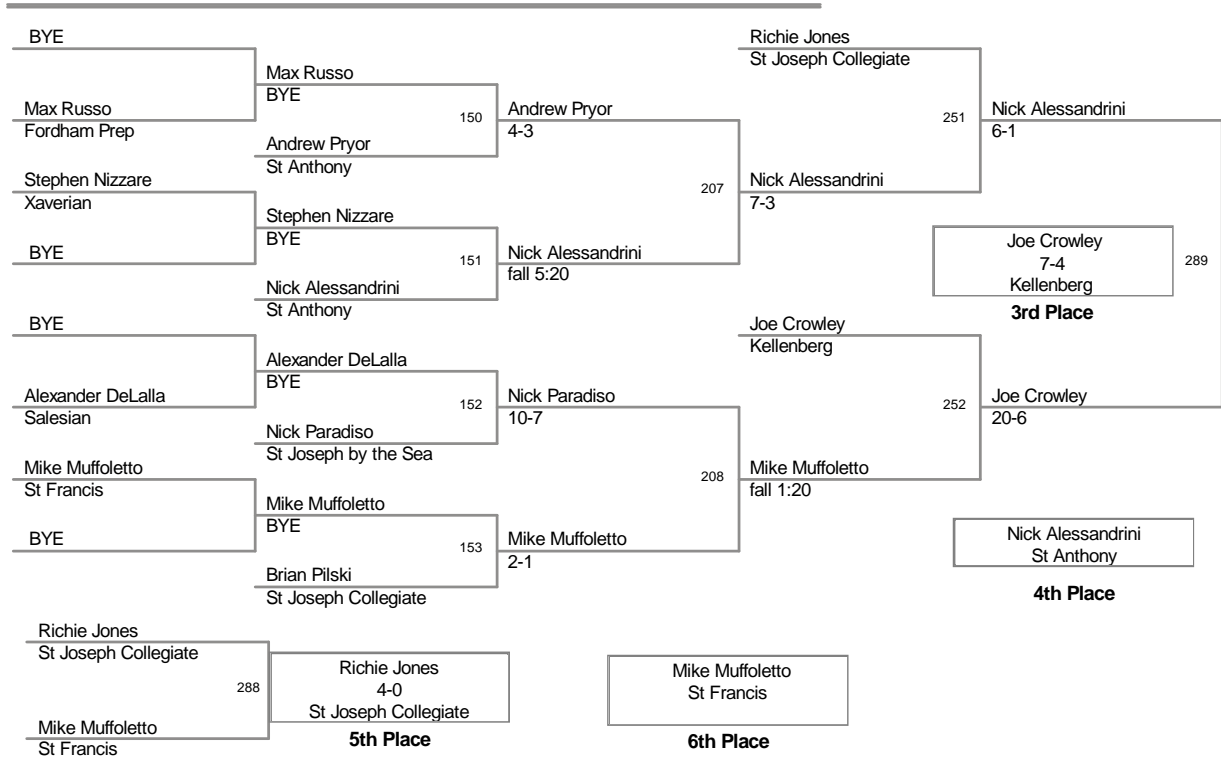 BYE
Max Russo
Fordham Prep
Stephen Nizzare
Xaverian
BYE
BYE
Alexander DeLalla
Salesian
Mike Muffoletto
St Francis
BYE
Max Russo
BYE
150
Andrew Pryor
St Anthony
Stephen Nizzare
BYE
151
Nick Alessandrini
St Anthony
Alexander DeLalla
BYE
152
Nick Paradiso
St Joseph by the Sea
Mike Muffoletto
BYE
153
Brian Pilski
St Joseph Collegiate
Andrew Pryor
4-3
207
Nick Alessandrini
fall 5:20
Nick Paradiso
10-7
208
Mike Muffoletto
2-1
Richie Jones
St Joseph Collegiate
251
Nick Alessandrini
7-3
Joe Crowley
Kellenberg
252
Mike Muffoletto
fall 1:20
Nick Alessandrini
6-1
Joe Crowley
7-4
Kellenberg
289
3rd Place
Joe Crowley
20-6
Nick Alessandrini
St Anthony
4th Place
Richie Jones
St Joseph Collegiate
288
Mike Muffoletto
St Francis
Richie Jones
4-0
St Joseph Collegiate
5th Place
Mike Muffoletto
St Francis
6th Place